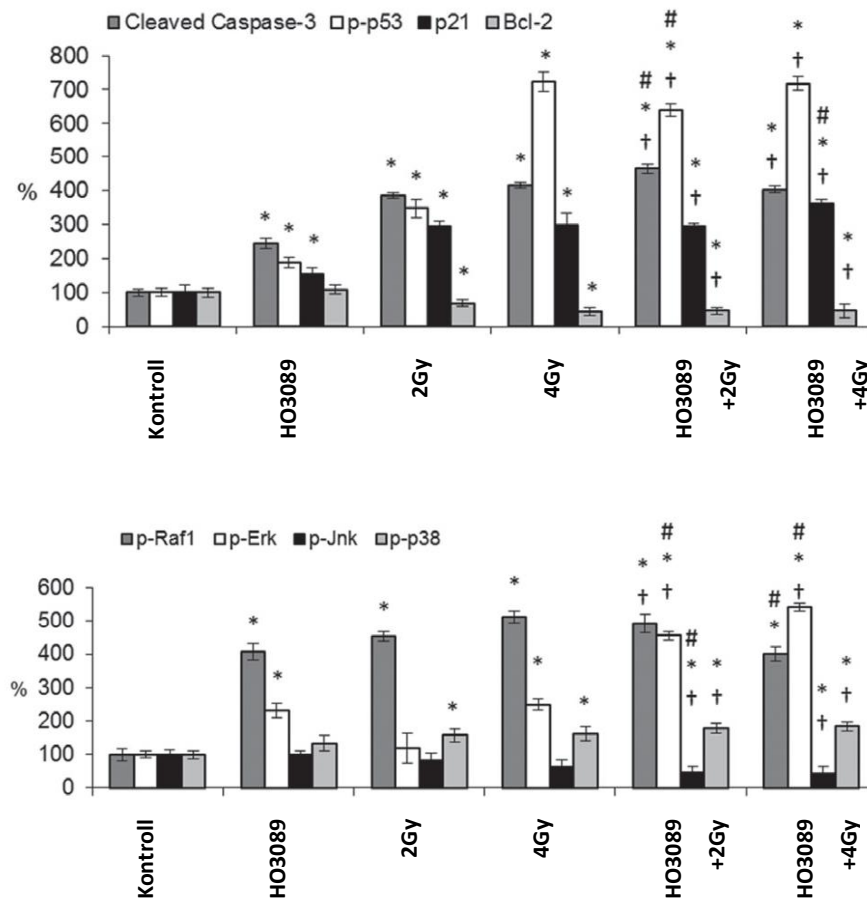 Cleaved Caspase-3 p-p53 p21 Bcl-2
800
700
600
500
400
300
200
100
0
%
* * *
* * * *
* * * *
# * †
# * †
* †
* †
* †
* †
# * †
* †
Kontroll
HO3089
2Gy
4Gy
HO3089
+2Gy
HO3089
+4Gy
p-Raf1 p-Erk p-Jnk p-p38
600
500
400
300
200
100
0
%
* *
* *
* * *
* †
# * †
# * †
* †
# *
# * †
* †
* †
Kontroll
HO3089
2Gy
4Gy
HO3089
+2Gy
HO3089
+4Gy